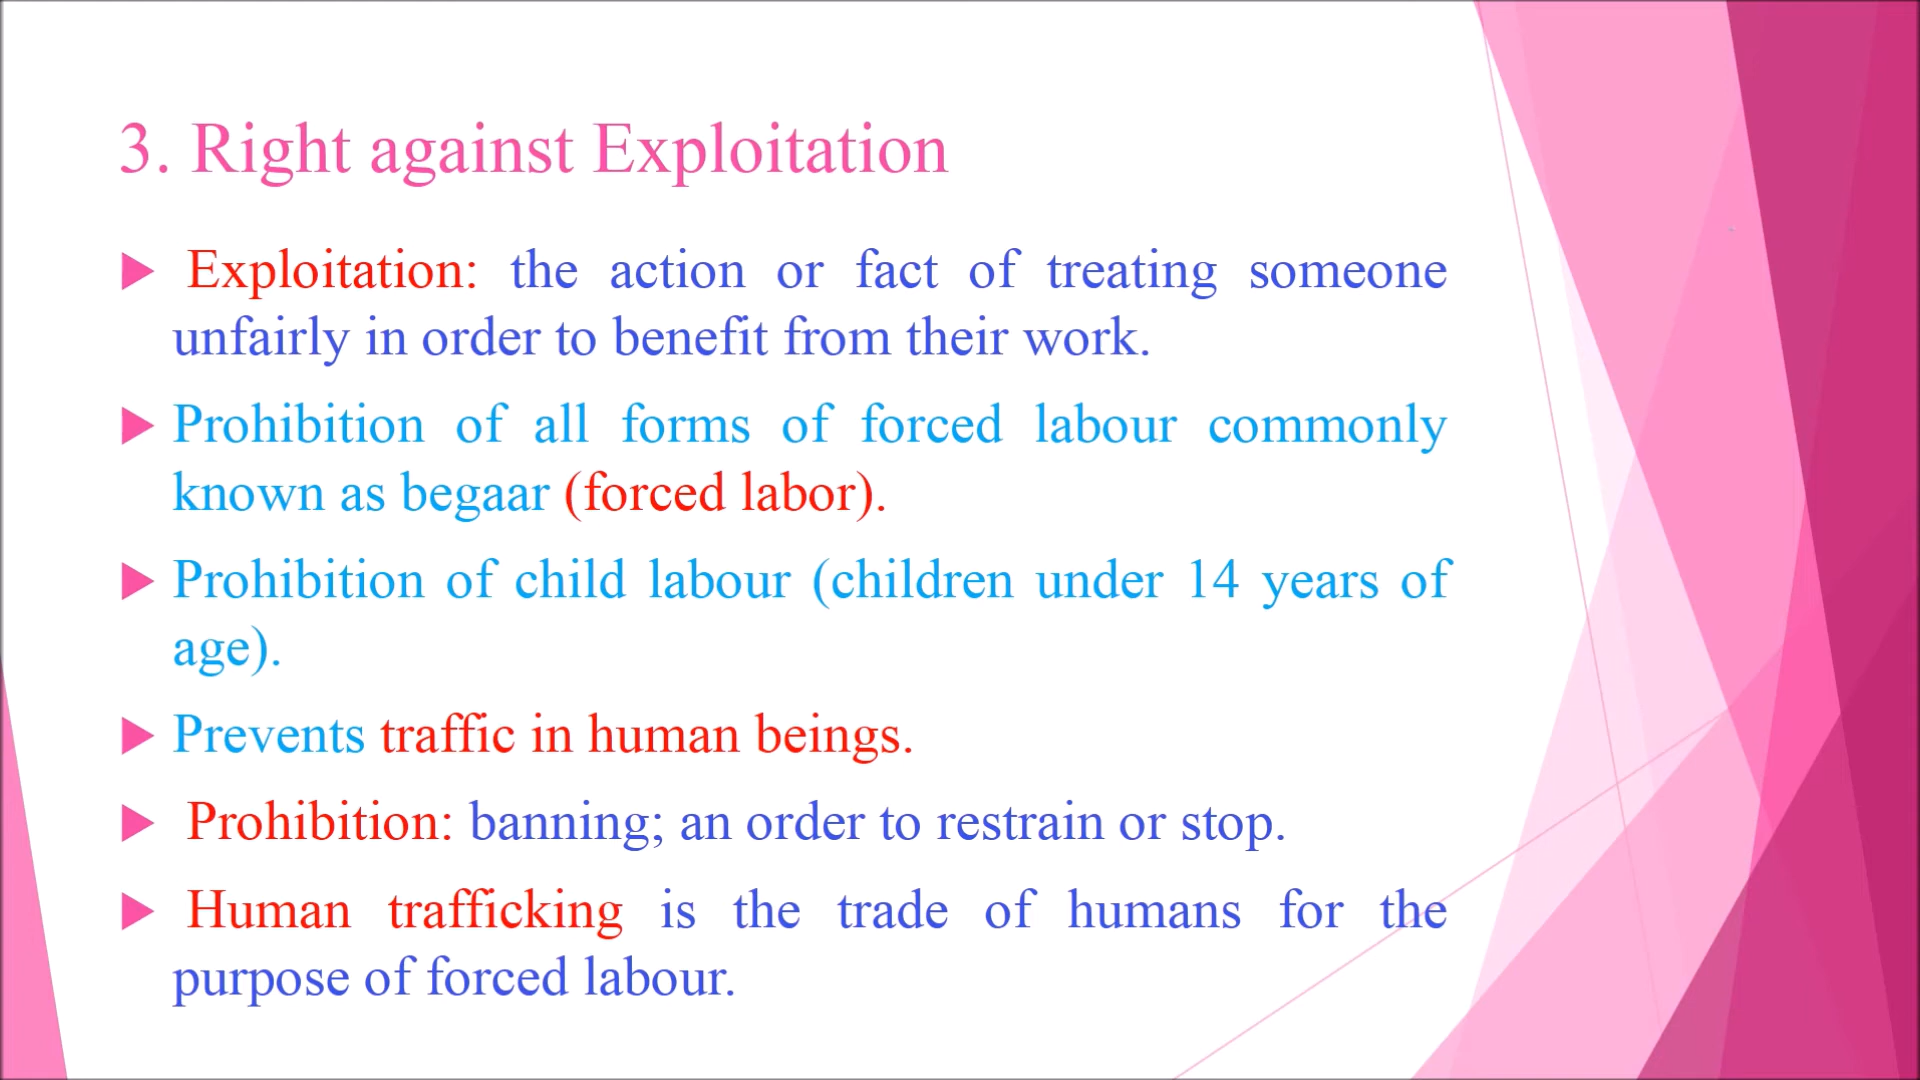 3. Right against Exploitation
Exploitation: the action or fact of treating someone
unfairly in order to benefit from their work.
Prohibition of all forms of forced labour commonly
known as begaar (forced labor).
Prohibition of child labour (children under 14 years of
age).
Prevents traffic in human beings.
Prohibition: banning; an order to restrain or stop.
Human trafficking is the trade of humans for the
purpose of forced labour.